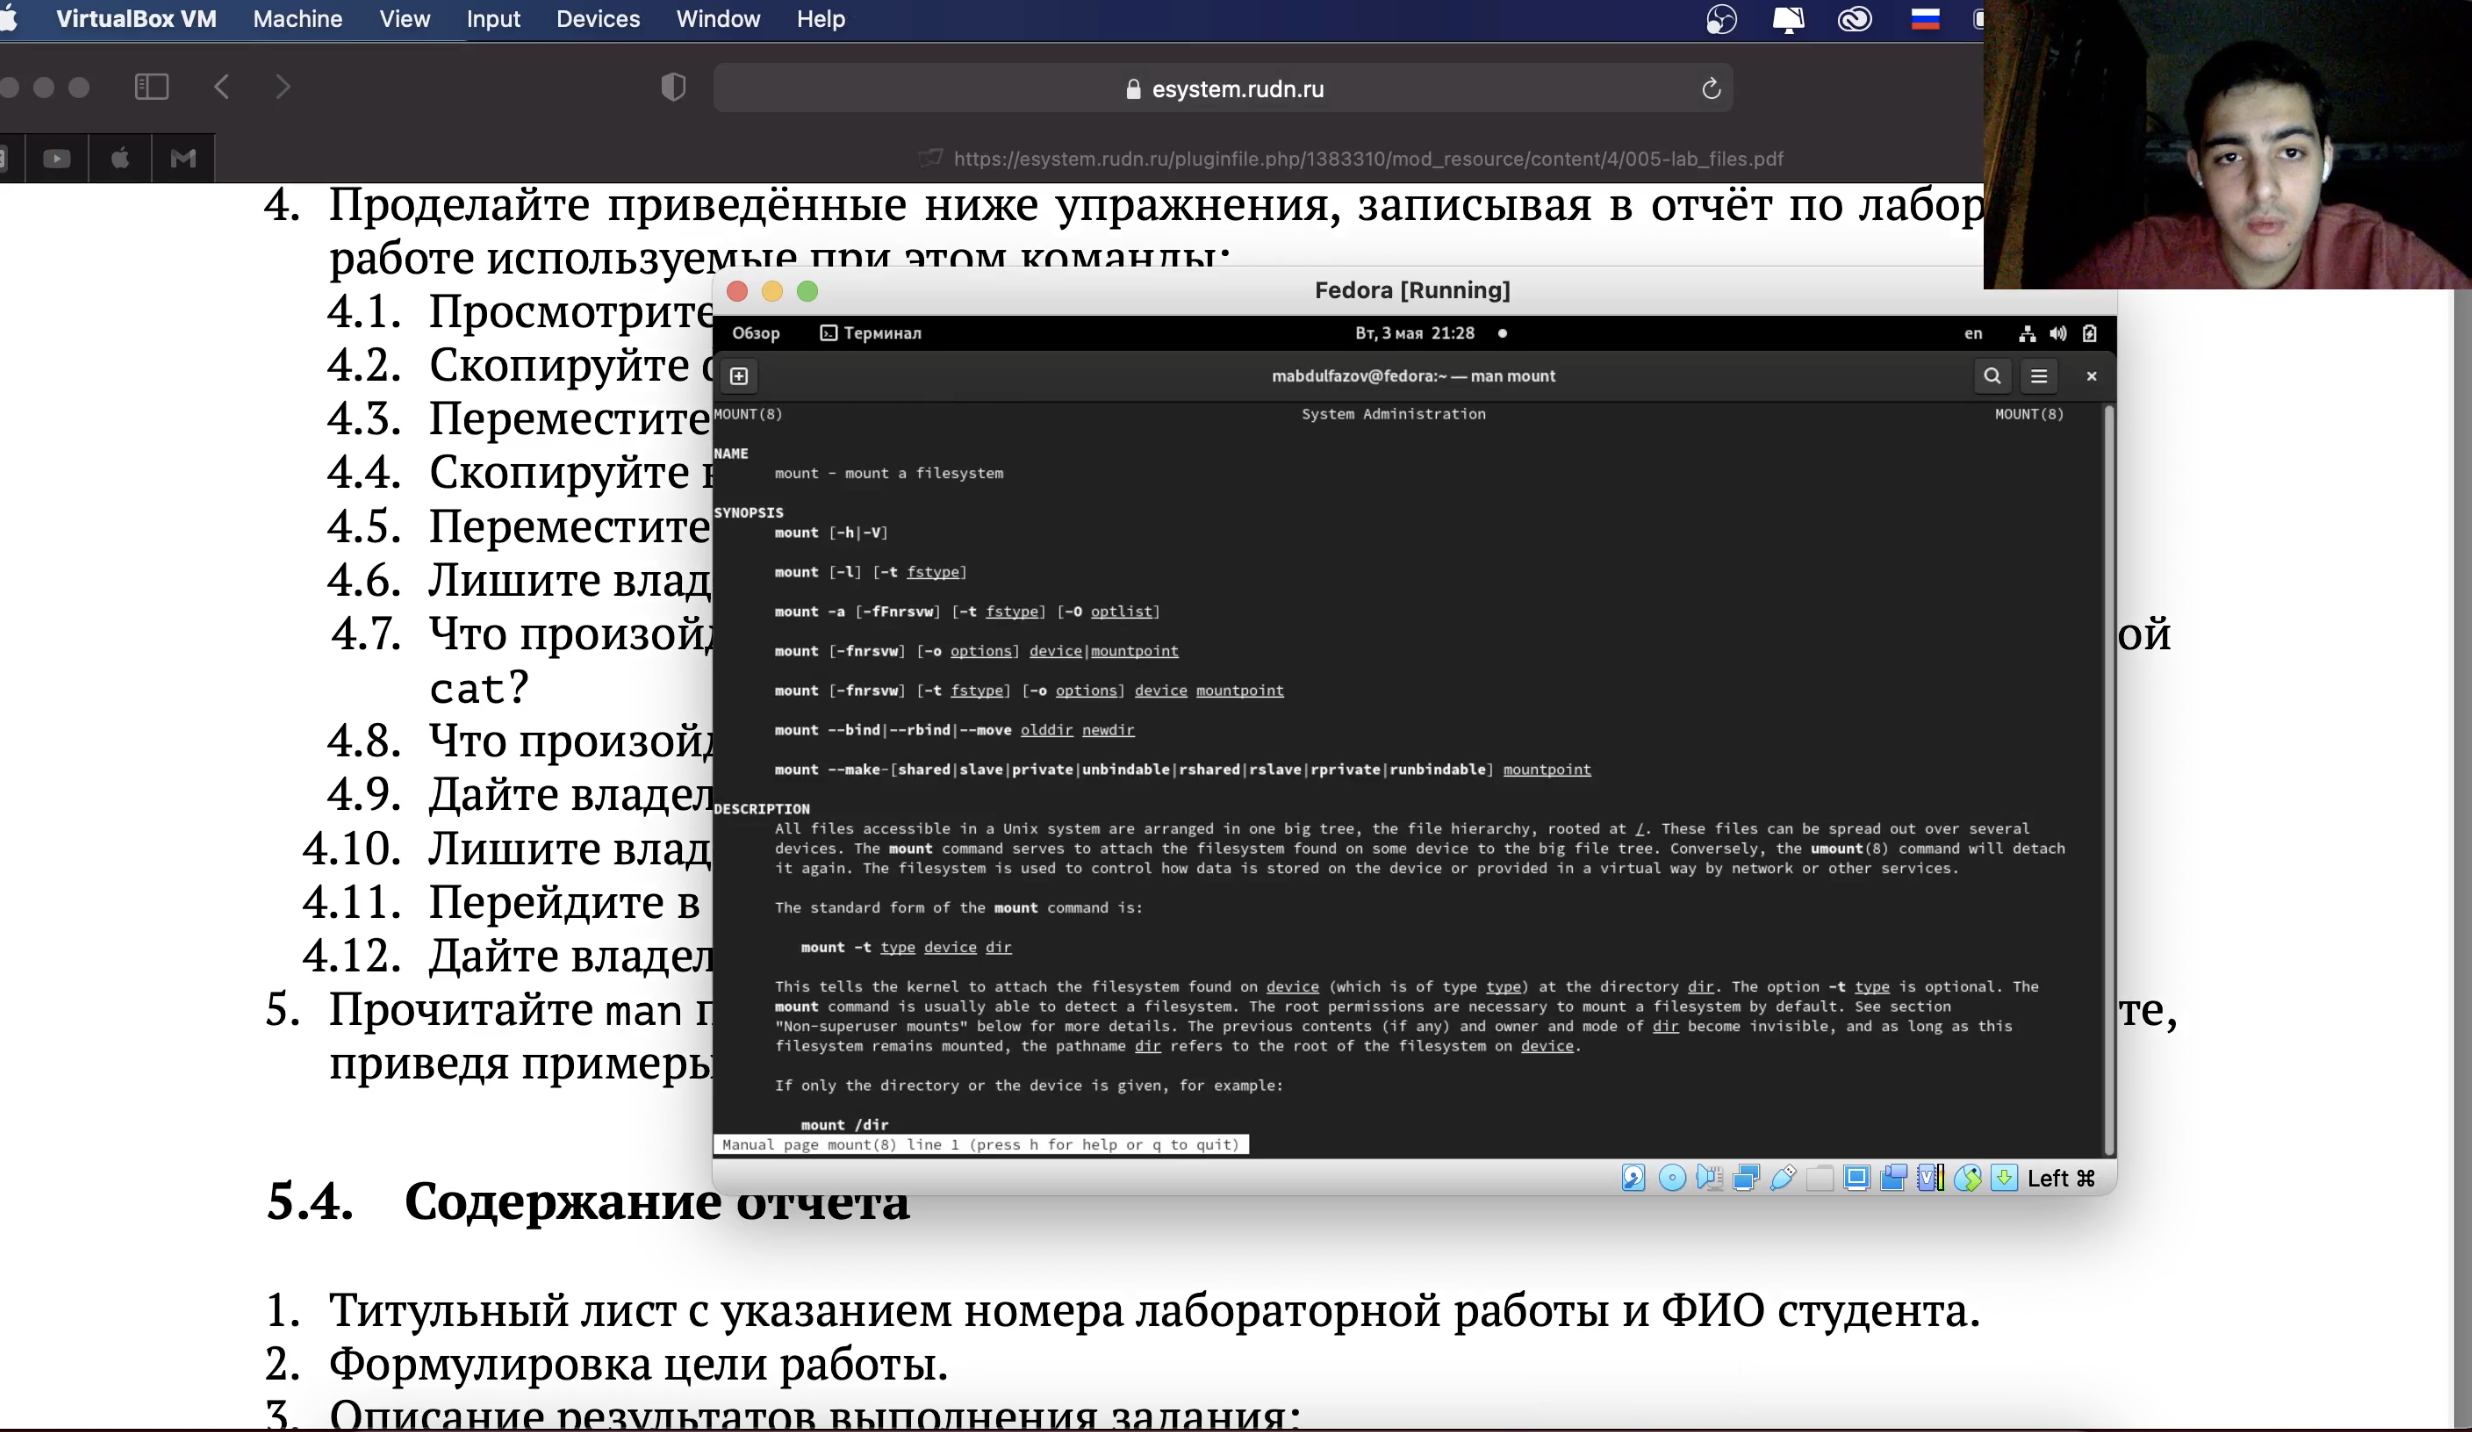 VirtualBox VM Machine View Input Devices Window Help
esystem.rudn.ru
https://esystem.rudn.ru/pluginfile.php/1383310/mod_resource/content/4/005-lab_files.pdf
4. Проделайте приведённые ниже упражнения, записывая в отчёт по лабор
работе используемые при этом команды:
4.1. Просмотрите
4.2. Скопируйте
4.3. Переместите
4.4. Скопируйте
4.5. Переместите
4.6. Лишите влад
4.7. Что произой
ой
cat?
4.8. Что произой
4.9. Дайте владел
4.10. Лишите влад
4.11. Перейдите в
4.12. Дайте владел
5. Прочитайте man
те,
приведя примеры
5.4. Содержание отчёта
1. Титульный лист с указанием номера лабораторной работы и ФИО студента.
2. Формулировка цели работы.
3. Описание результатов выполнения задания:
Fedora [Running]
Обзор Терминал Вт, 3 мая 21:28 en
mabdulfazov@fedora:~ — man mount
MOUNT(8) System Administration MOUNT(8)
NAME
mount - mount a filesystem
SYNOPSIS
mount [-h|-V]
mount [-l] [-t fstype]
mount -a [-fFnrsvw] [-t fstype] [-O optlist]
mount [-fnrsvw] [-o options] device|mountpoint
mount [-fnrsvw] [-t fstype] [-o options] device mountpoint
mount --bind|--rbind|--move olddir newdir
mount --make-[shared|slave|private|unbindable|rshared|rslave|rprivate|runbindable] mountpoint
DESCRIPTION
All files accessible in a Unix system are arranged in one big tree, the file hierarchy, rooted at /. These files can be spread out over several
devices. The mount command serves to attach the filesystem found on some device to the big file tree. Conversely, the umount(8) command will detach
it again. The filesystem is used to control how data is stored on the device or provided in a virtual way by network or other services.
The standard form of the mount command is:
mount -t type device dir
This tells the kernel to attach the filesystem found on device (which is of type type) at the directory dir. The option -t type is optional. The
mount command is usually able to detect a filesystem. The root permissions are necessary to mount a filesystem by default. See section
"Non-superuser mounts" below for more details. The previous contents (if any) and owner and mode of dir become invisible, and as long as this
filesystem remains mounted, the pathname dir refers to the root of the filesystem on device.
If only the directory or the device is given, for example:
mount /dir
Manual page mount(8) line 1 (press h for help or q to quit)
Left ⌘